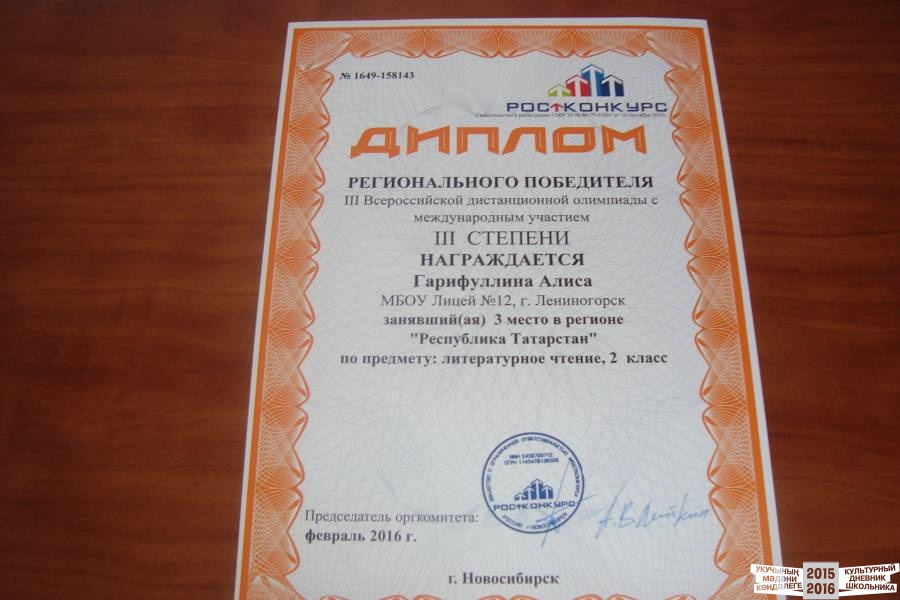 № 1649-158143
РОСТКОНКУРС
ДИПЛОМ
РЕГИОНАЛЬНОГО ПОБЕДИТЕЛЯ
III Всероссийской дистанционной олимпиады с
международным участием
III СТЕПЕНИ
НАГРАЖДАЕТСЯ
Гарифуллина Алиса
МБОУ Лицей №12, г. Лениногорск
занявший(ая) 3 место в регионе
"Республика Татарстан"
по предмету: литературное чтение, 2 класс
РОСТКОНКУРС
Председатель оргкомитета:
февраль 2016 г.
г. Новосибирск
УКУЧЫНЫҢ
МӘДӘНИ
КӨНДӘЛЕГЕ
2015
2016
КУЛЬТУРНЫЙ
ДНЕВНИК
ШКОЛЬНИКА